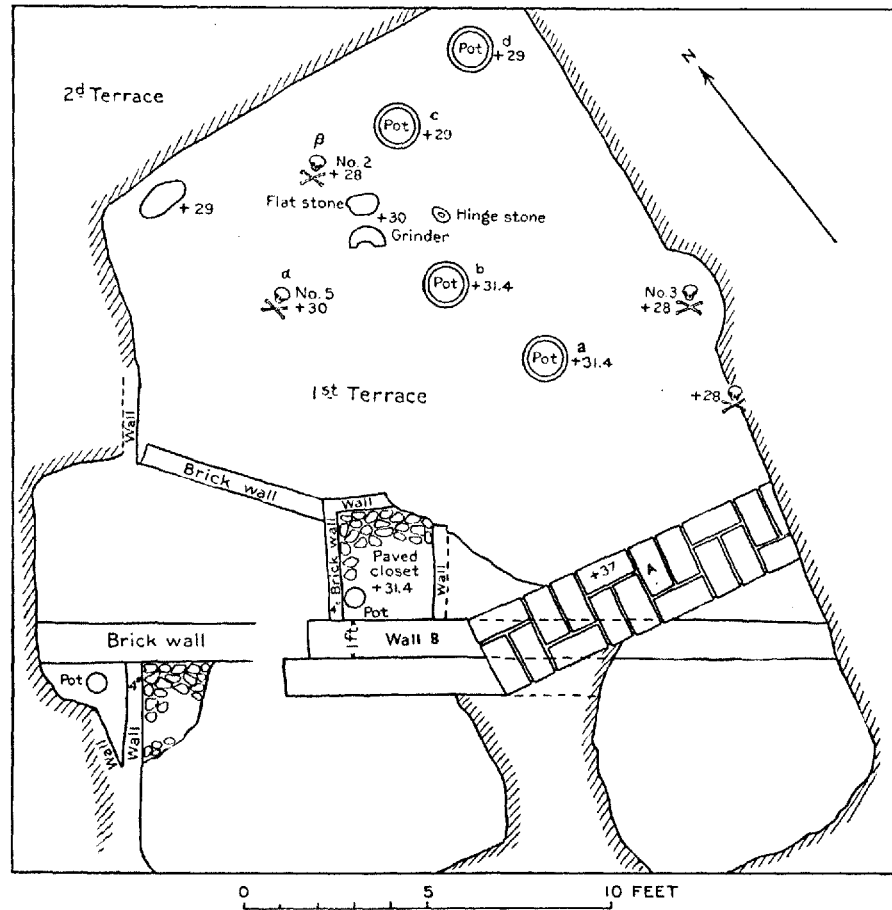 d
Pot
+29
N
2d Terrace
c
Pot
+29
β
No. 2
+28
Flat stone
+30
Hinge stone
+29
Grinder
α
No. 5
+30
b
Pot
+31.4
No. 3
+28
a
Pot
+31.4
1st Terrace
+28
Wall
Brick wall
Wall
Brick wall
4"
Paved
closet
+31.4
Pot
Wall
+37
A
Brick wall
1 ft
Wall B
Pot
4"
Wall
Wall
0 5 10 FEET